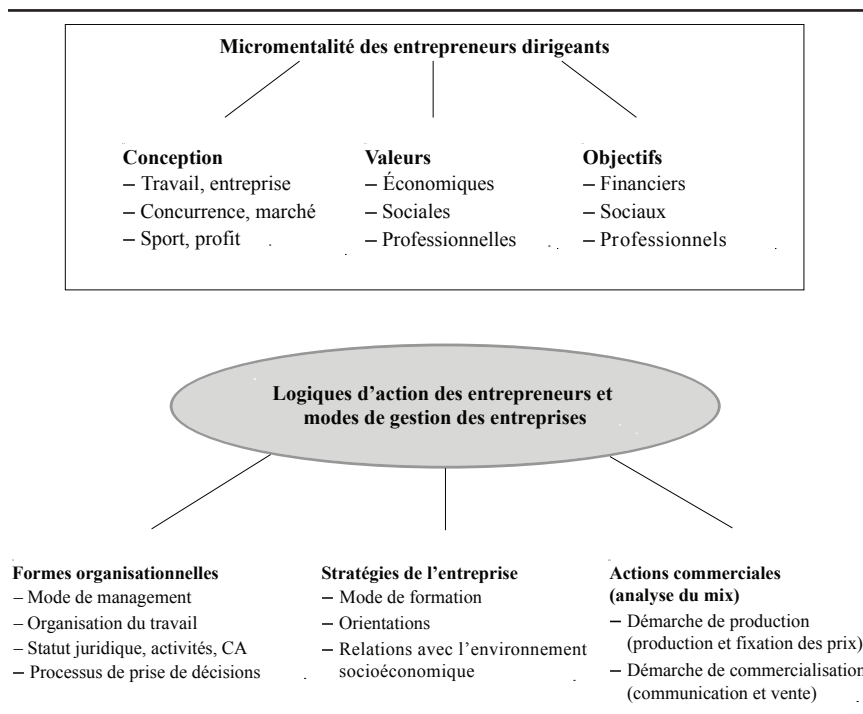 Micromentalité des entrepreneurs dirigeants
Conception
– Travail, entreprise
– Concurrence, marché
– Sport, profit
Valeurs
– Économiques
– Sociales
– Professionnelles
Objectifs
– Financiers
– Sociaux
– Professionnels
Logiques d’action des entrepreneurs et
modes de gestion des entreprises
Formes organisationnelles
– Mode de management
– Organisation du travail
– Statut juridique, activités, CA
– Processus de prise de décisions
Stratégies de l’entreprise
– Mode de formation
– Orientations
– Relations avec l’environnement
socioéconomique
Actions commerciales
(analyse du mix)
– Démarche de production
(production et fixation des prix)
– Démarche de commercialisation
(communication et vente)